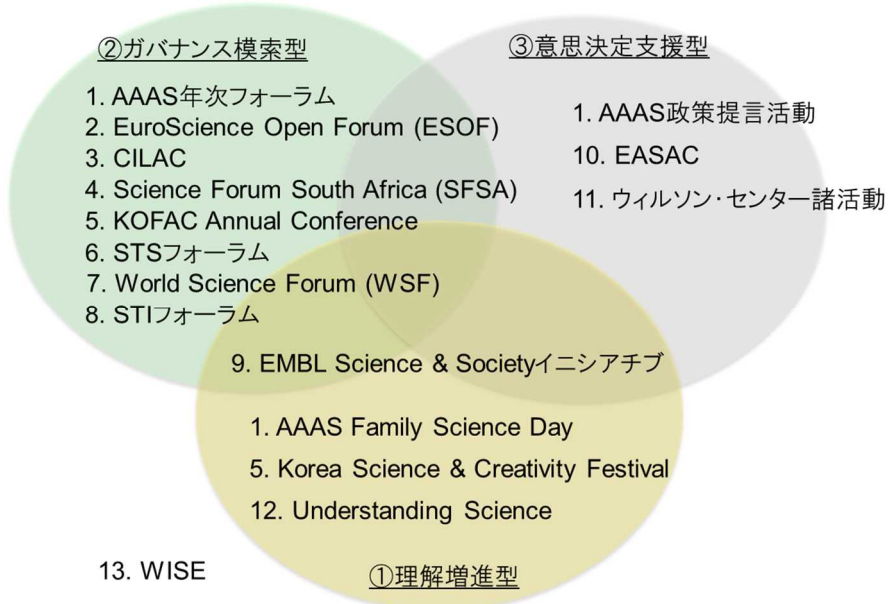 ②ガバナンス模索型
1. AAAS年次フォーラム
2. EuroScience Open Forum (ESOF)
3. CILAC
4. Science Forum South Africa (SFSA)
5. KOFAC Annual Conference
6. STSフォーラム
7. World Science Forum (WSF)
8. STIフォーラム
③意思決定支援型
1. AAAS政策提言活動
10. EASAC
11. ウィルソン・センター諸活動
9. EMBL Science & Societyイニシアチブ
1. AAAS Family Science Day
5. Korea Science & Creativity Festival
12. Understanding Science
13. WISE
①理解増進型